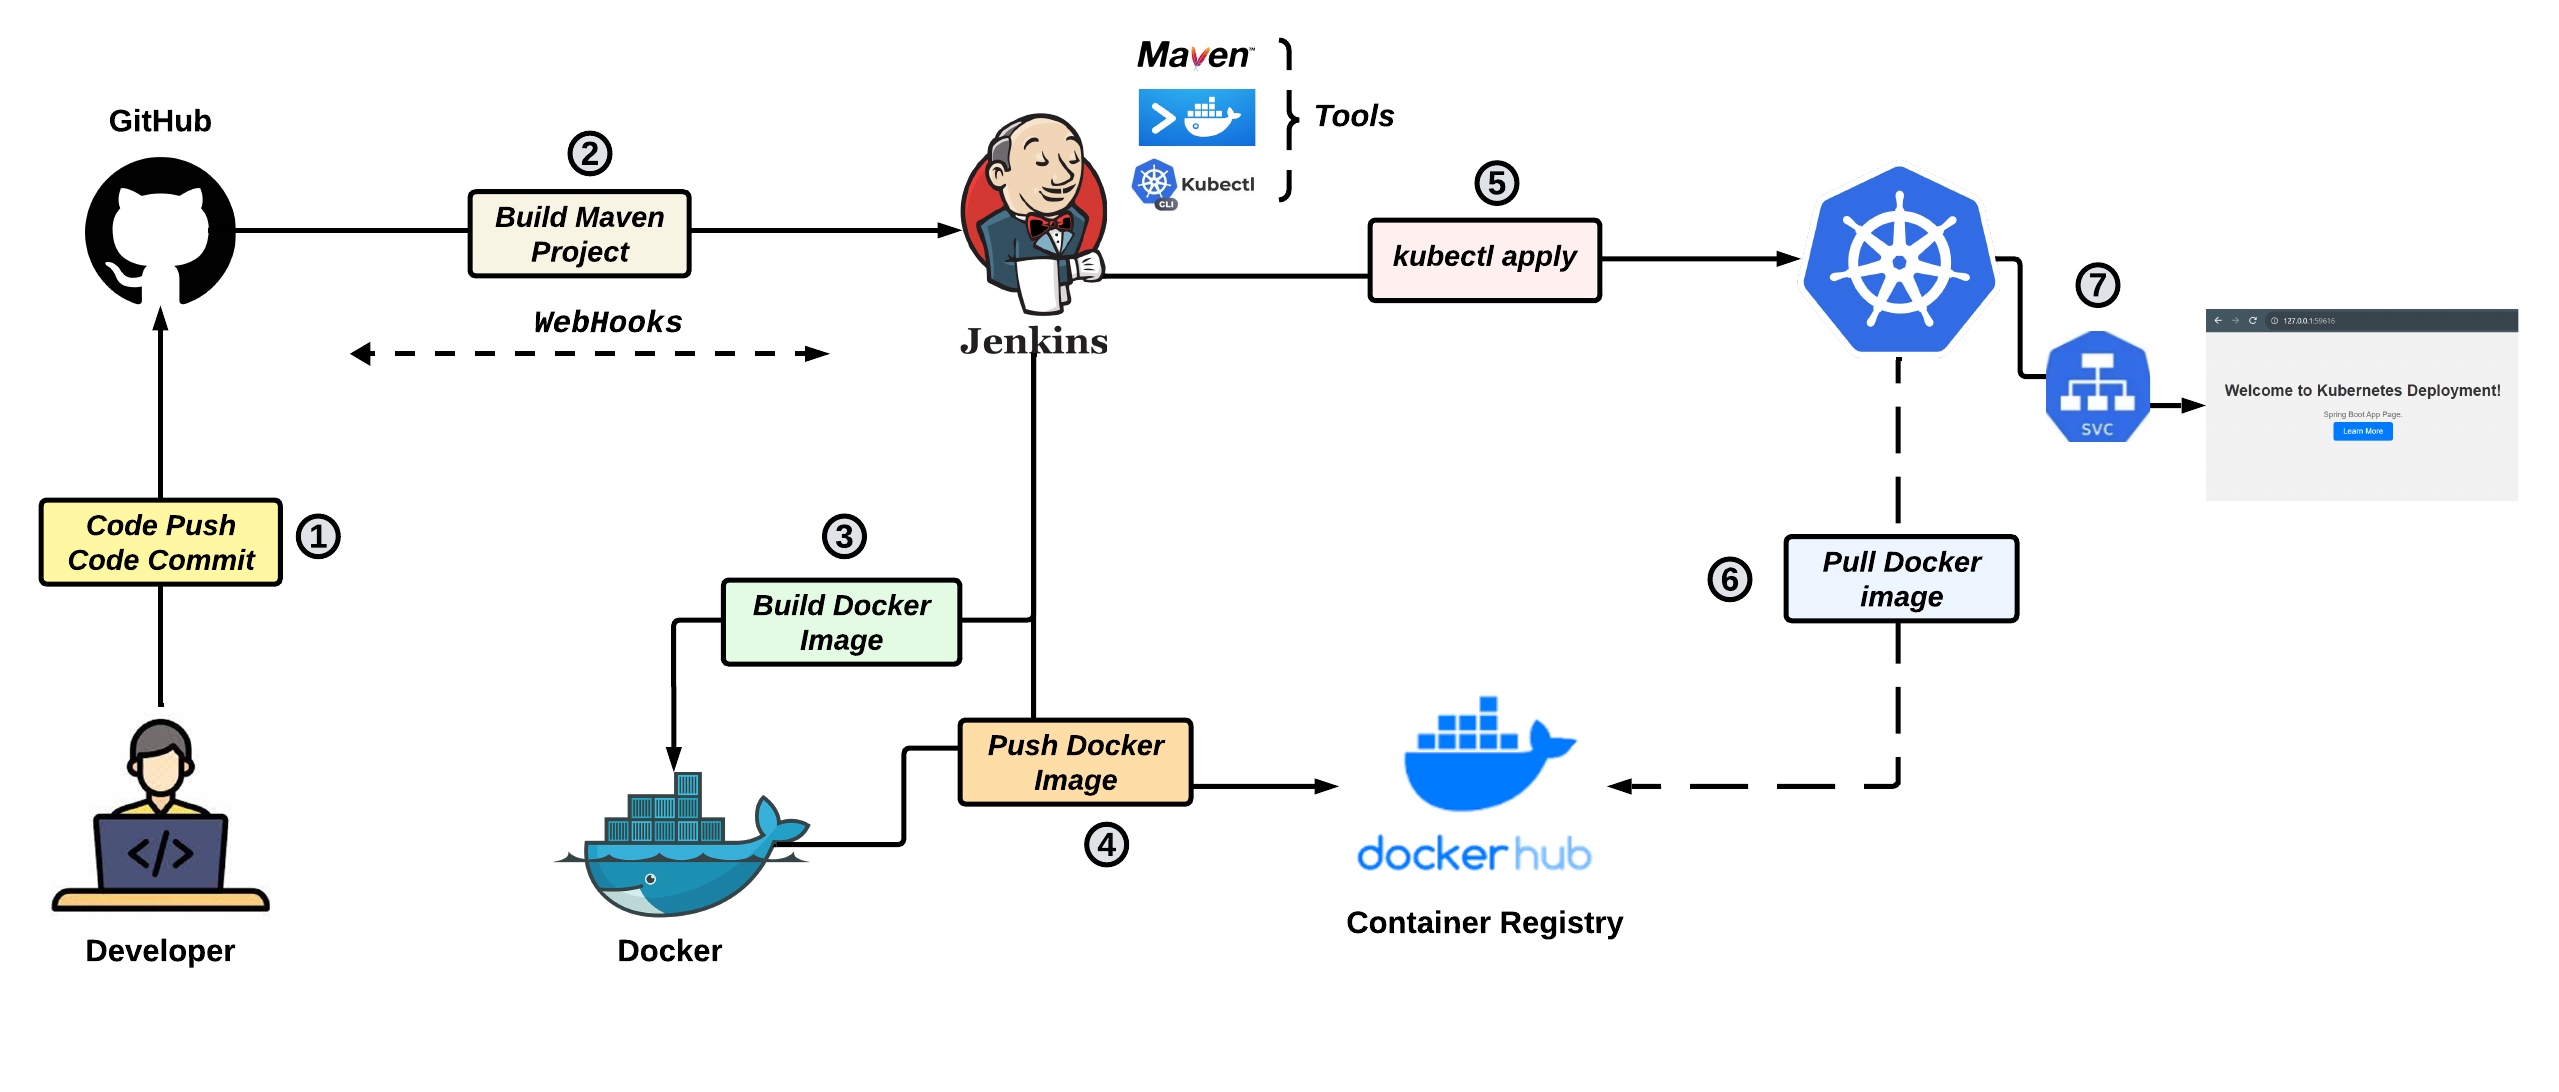 GitHub
2
Build Maven
Project
WebHooks
Maven™
Kubectl
CLI
Tools
Jenkins
5
kubectl apply
7
SVC
127.0.0.1:59616
Welcome to Kubernetes Deployment!
Spring Boot App Page.
Learn More
Code Push
Code Commit
1
3
Build Docker
Image
6
Pull Docker
image
Push Docker
Image
4
</>
Developer
Docker
docker hub
Container Registry